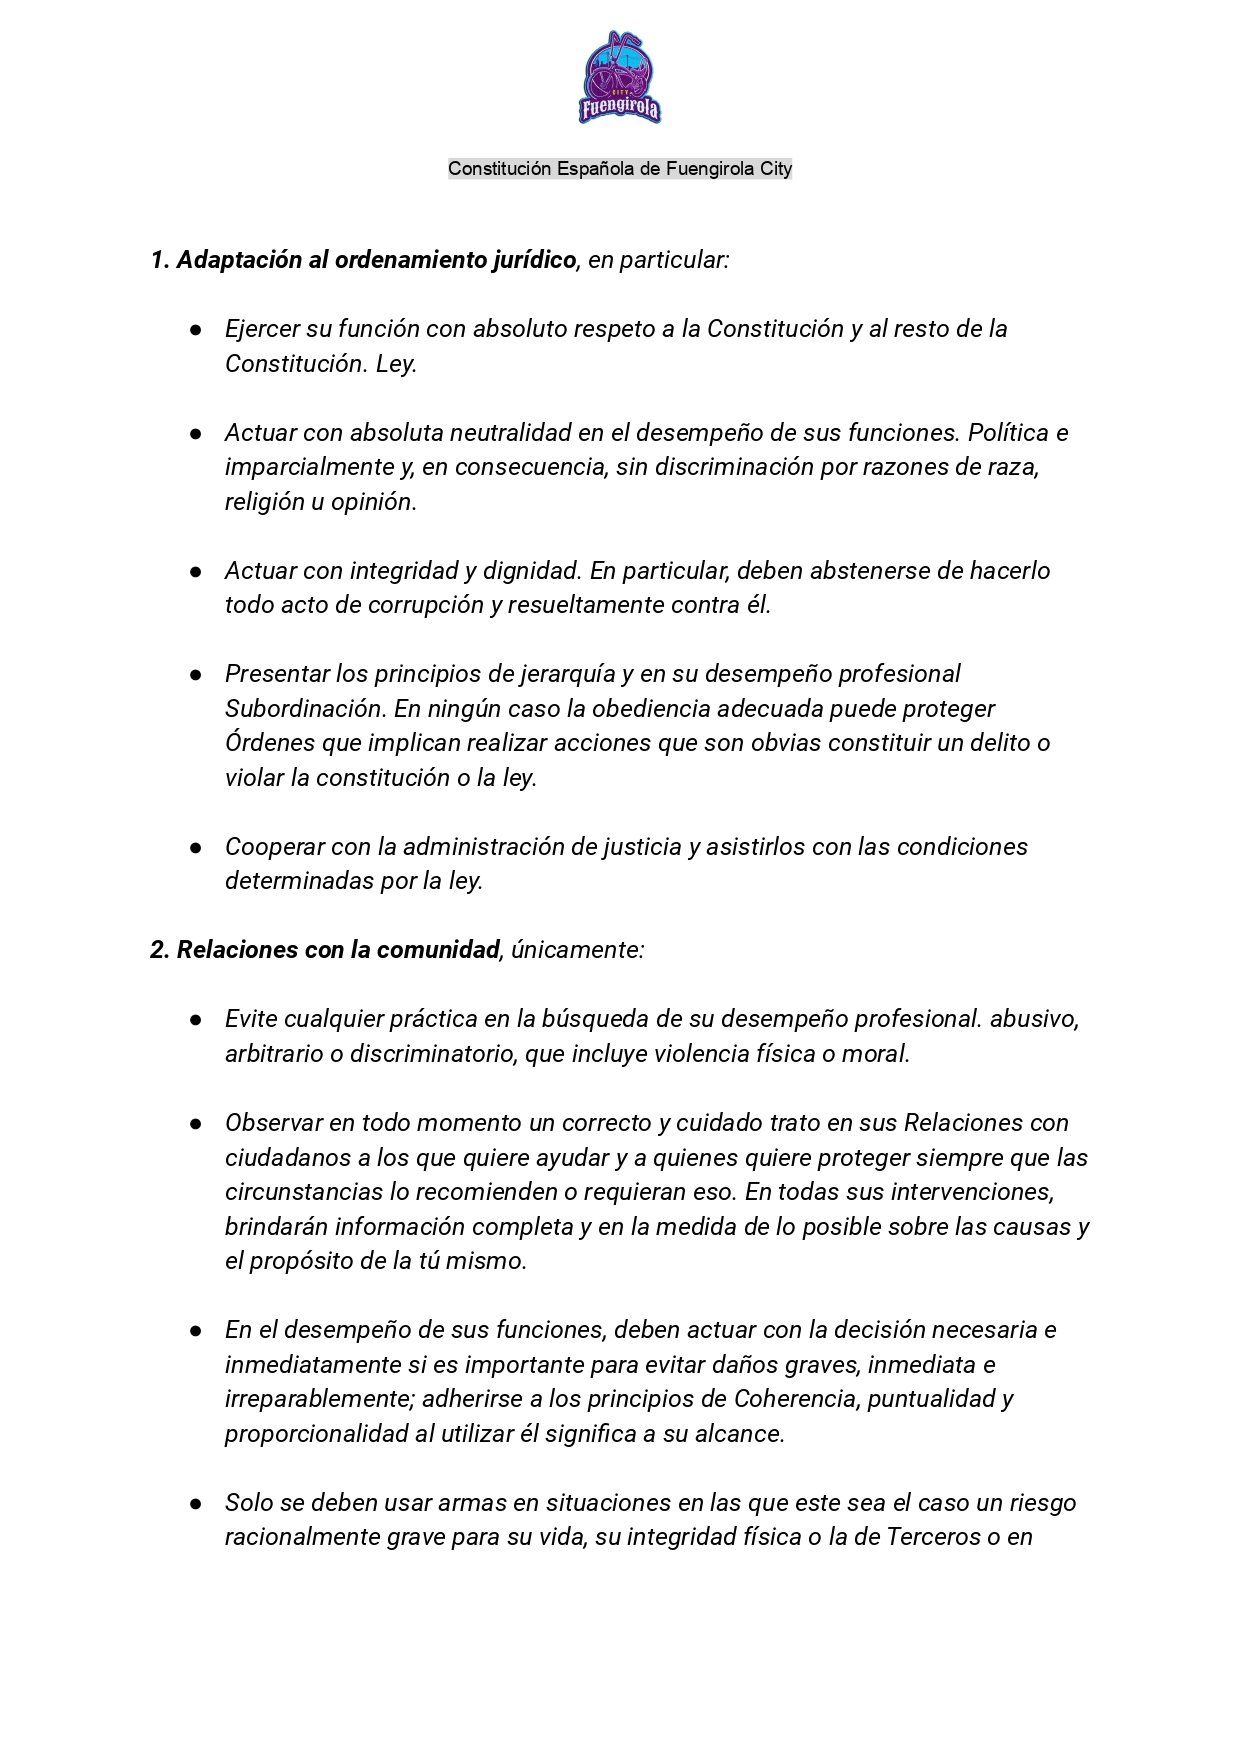 CITY
Fuengirola
Constitución Española de Fuengirola City
1. Adaptación al ordenamiento jurídico, en particular:
● Ejercer su función con absoluto respeto a la Constitución y al resto de la
Constitución. Ley.
● Actuar con absoluta neutralidad en el desempeño de sus funciones. Política e
imparcialmente y, en consecuencia, sin discriminación por razones de raza,
religión u opinión.
● Actuar con integridad y dignidad. En particular, deben abstenerse de hacerlo
todo acto de corrupción y resueltamente contra él.
● Presentar los principios de jerarquía y en su desempeño profesional
Subordinación. En ningún caso la obediencia adecuada puede proteger
Órdenes que implican realizar acciones que son obvias constituir un delito o
violar la constitución o la ley.
● Cooperar con la administración de justicia y asistirlos con las condiciones
determinadas por la ley.
2. Relaciones con la comunidad, únicamente:
● Evite cualquier práctica en la búsqueda de su desempeño profesional. abusivo,
arbitrario o discriminatorio, que incluye violencia física o moral.
● Observar en todo momento un correcto y cuidado trato en sus Relaciones con
ciudadanos a los que quiere ayudar y a quienes quiere proteger siempre que las
circunstancias lo recomienden o requieran eso. En todas sus intervenciones,
brindarán información completa y en la medida de lo posible sobre las causas y
el propósito de la tú mismo.
● En el desempeño de sus funciones, deben actuar con la decisión necesaria e
inmediatamente si es importante para evitar daños graves, inmediata e
irreparablemente; adherirse a los principios de Coherencia, puntualidad y
proporcionalidad al utilizar él significa a su alcance.
● Solo se deben usar armas en situaciones en las que este sea el caso un riesgo
racionalmente grave para su vida, su integridad física o la de Terceros o en